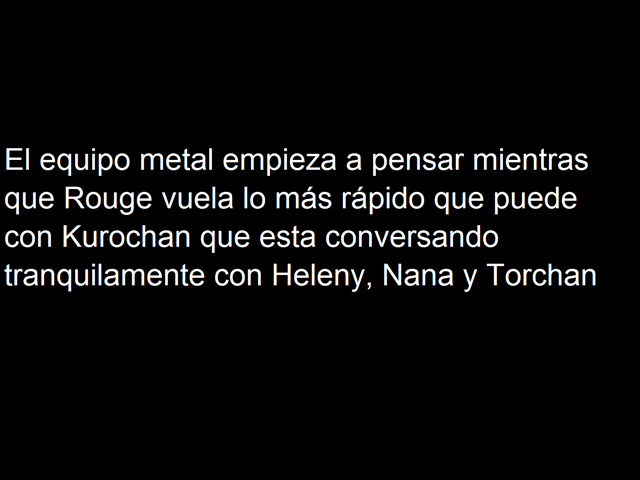 El equipo metal empieza a pensar mientras
que Rouge vuela lo más rápido que puede
con Kurochan que esta conversando
tranquilamente con Heleny, Nana y Torchan